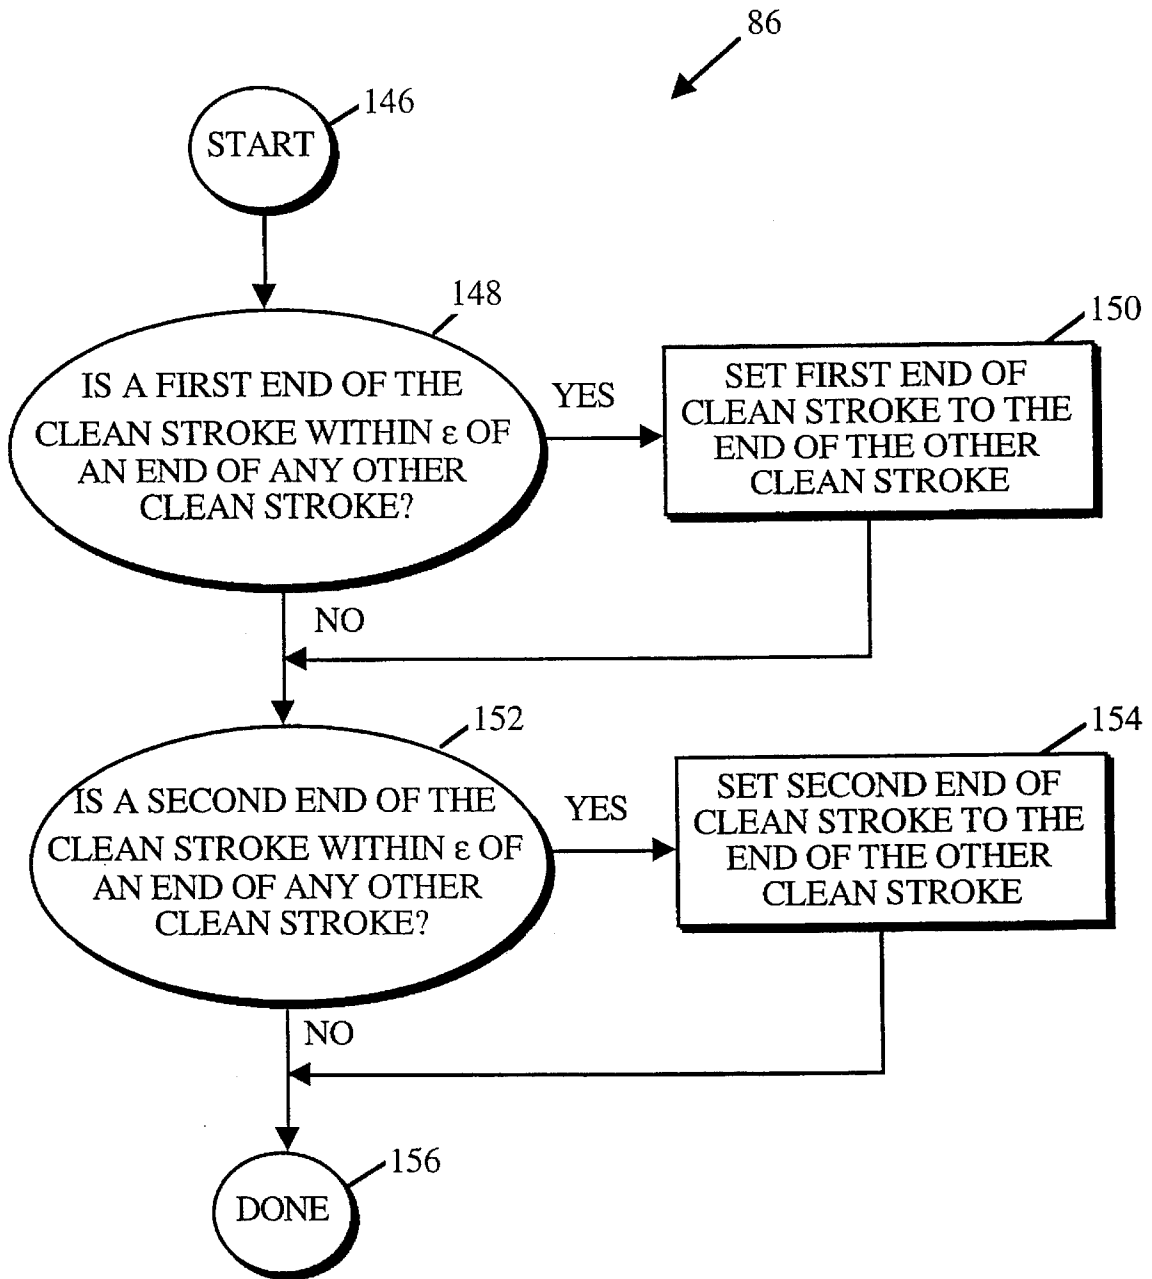 86
146
START
148
IS A FIRST END OF THE
CLEAN STROKE WITHIN ε OF
AN END OF ANY OTHER
CLEAN STROKE?
YES
150
SET FIRST END OF
CLEAN STROKE TO THE
END OF THE OTHER
CLEAN STROKE
NO
152
IS A SECOND END OF THE
CLEAN STROKE WITHIN ε OF
AN END OF ANY OTHER
CLEAN STROKE?
YES
154
SET SECOND END OF
CLEAN STROKE TO THE
END OF THE OTHER
CLEAN STROKE
NO
156
DONE